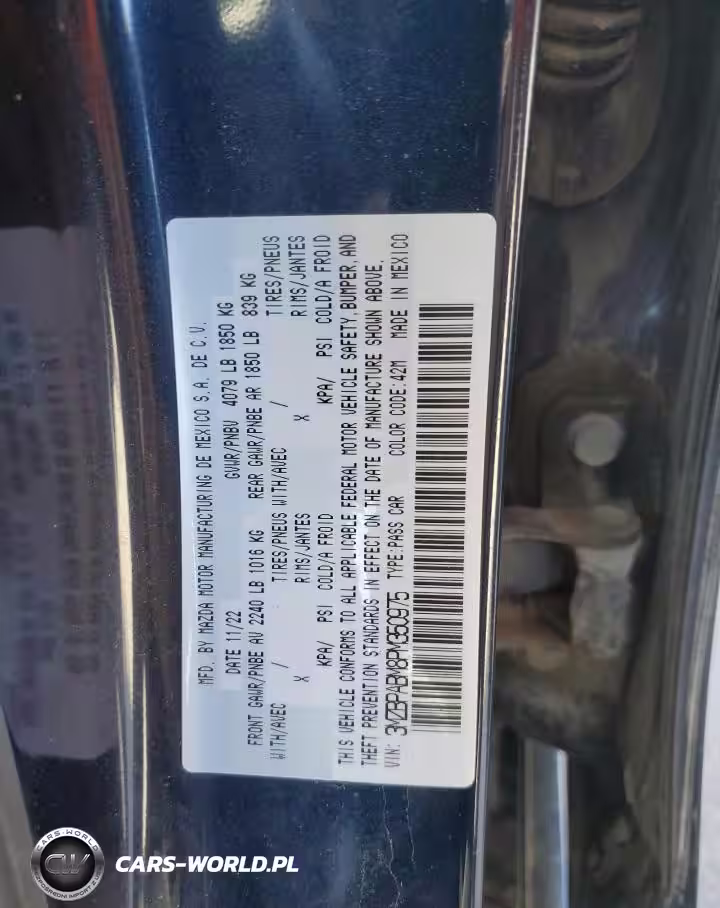 MFD. BY MAZDA MOTOR MANUFACTURING DE MEXICO S.A. DE C.V.
DATE 11/22 GVWR/PNBV 4079 LB 1850 KG
FRONT GAWR/PNBE AV 2240 LB 1016 KG REAR GAWR/PNBE AR 1850 LB 839 KG
WITH/AVEC / TIRES/PNEUS WITH/AVEC / TIRES/PNEUS
X RIMS/JANTES X RIMS/JANTES
KPA/ PSI COLD/A FROID KPA/ PSI COLD/A FROID
THIS VEHICLE CONFORMS TO ALL APPLICABLE FEDERAL MOTOR VEHICLE SAFETY, BUMPER, AND
THEFT PREVENTION STANDARDS IN EFFECT ON THE DATE OF MANUFACTURE SHOWN ABOVE.
VIN: 3MZBPABM8PM350975 TYPE:PASS CAR COLOR CODE:42M MADE IN MEXICO
CARS-WORLD
CW
CARS-WORLD.PL